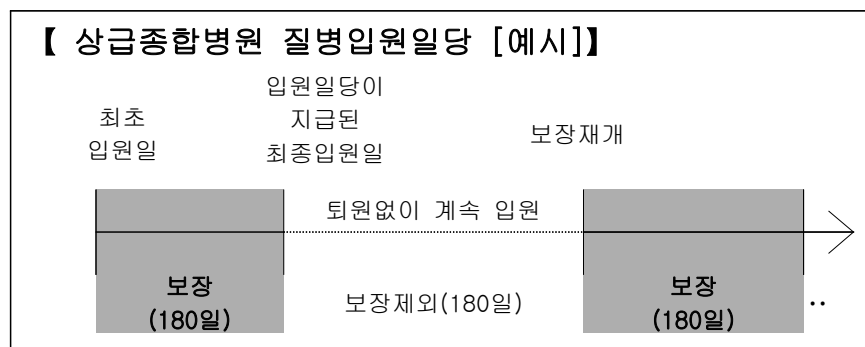 【 상급종합병원 질병입원일당 [예시]】
최초
입원일
입원일당이
지급된
최종입원일
보장재개
퇴원없이 계속 입원
보장
(180일)
보장제외(180일)
보장
(180일)
‥